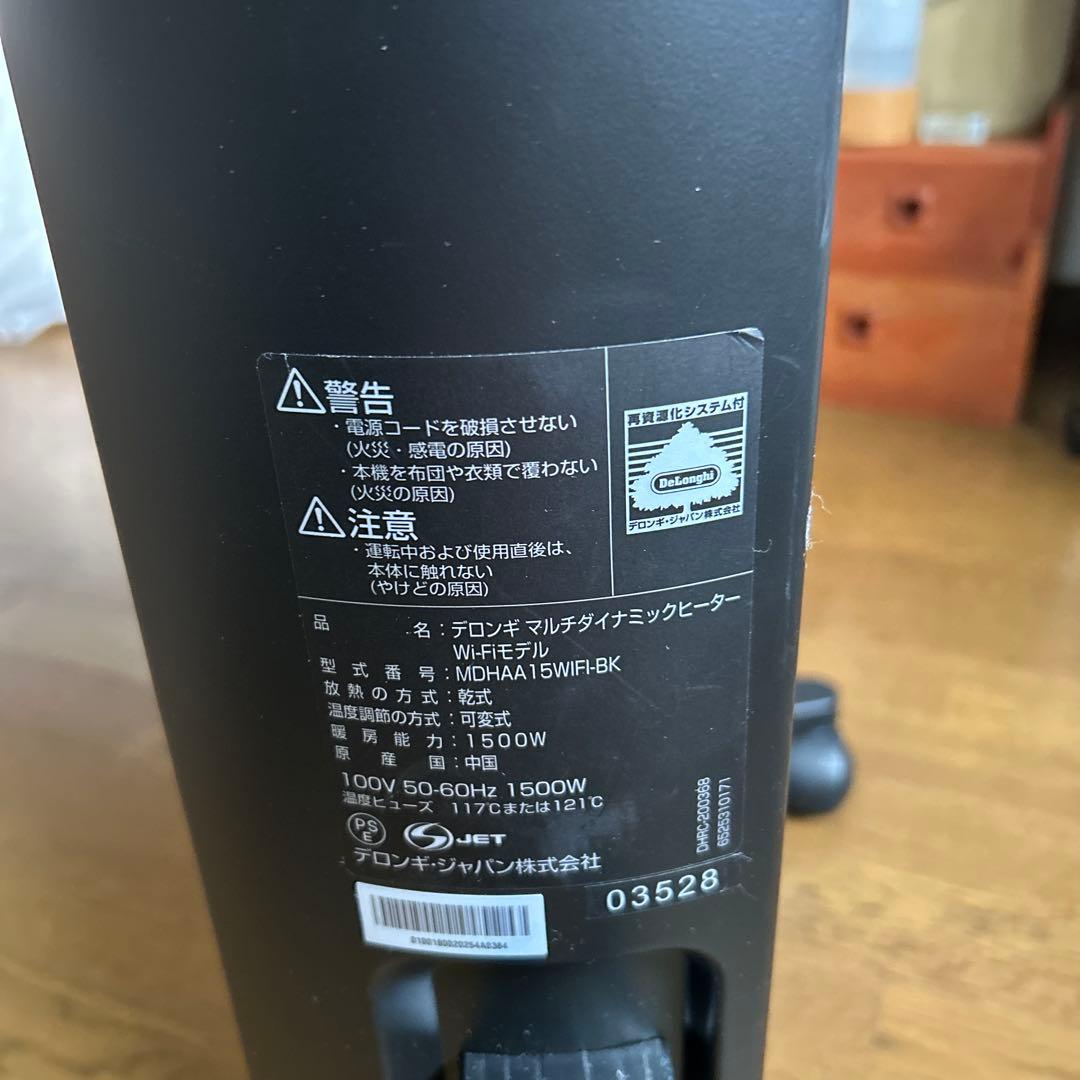 警告
・電源コードを破損させない
(火災・感電の原因)
・本機を布団や衣類で覆わない
(火災の原因)
注意
・運転中および使用直後は、
本体に触れない
(やけどの原因)
再資源化システム付
DeLonghi
デロンギ・ジャパン株式会社
品名：デロンギ マルチダイナミックヒーター
Wi-Fiモデル
型式番号：MDHAA15WIFI-BK
放熱の方式：乾式
温度調節の方式：可変式
暖房能力：1500W
原産国：中国
100V 50-60Hz 1500W
温度ヒューズ 117℃または121℃
PSE
JET
デロンギ・ジャパン株式会社
DHRC-200368
6525310171
03528